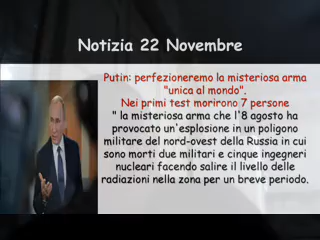 Notizia 22 Novembre
Putin: perfezioneremo la misteriosa arma
"unica al mondo".
Nei primi test morirono 7 persone
" la misteriosa arma che l'8 agosto ha
provocato un'esplosione in un poligono
militare del nord-ovest della Russia in cui
sono morti due militari e cinque ingegneri
nucleari facendo salire il livello delle
radiazioni nella zona per un breve periodo.